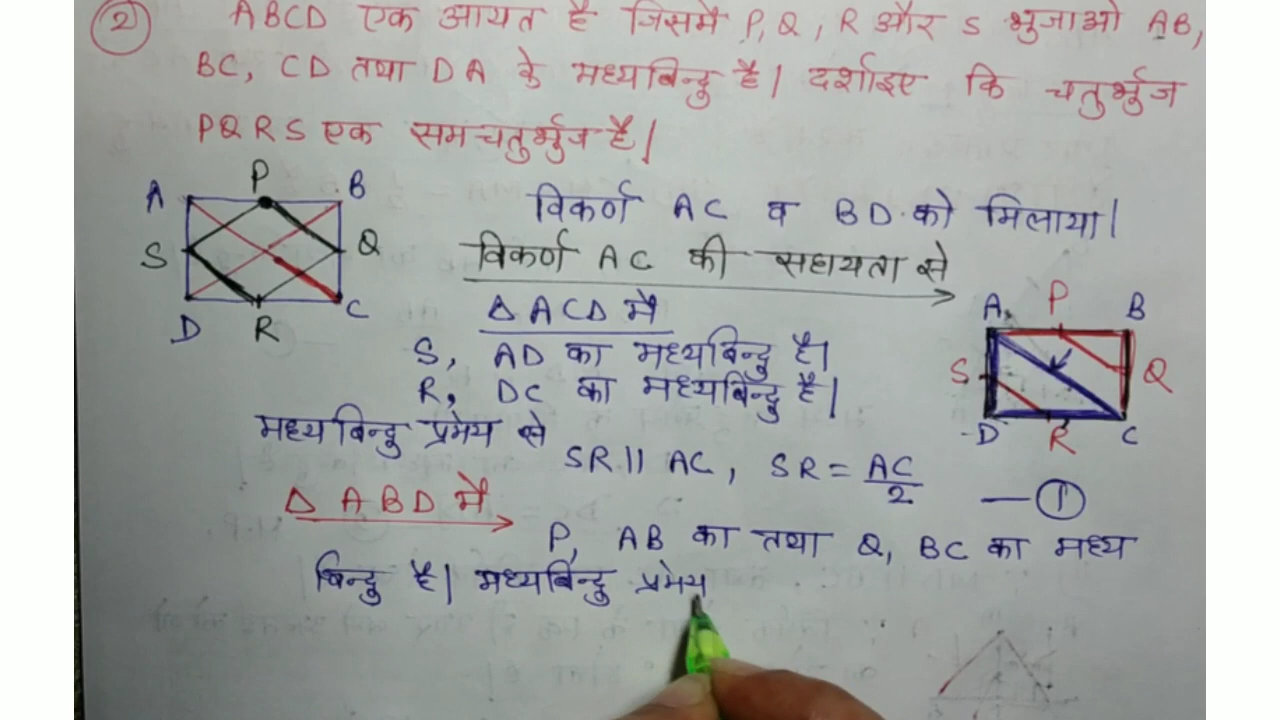 ② ABCD एक आयत है जिसमें P, Q, R और S भुजाओ AB,
BC, CD तथा DA के मध्यबिन्दु है। दर्शाइए कि चतुर्भुज
PQRS एक समचतुर्भुज है।
A P B
S Q
D R C
विकर्ण AC व BD को मिलाया।
विकर्ण AC की सहायता से
Δ ACD मे
S, AD का मध्यबिन्दु है।
R, DC का मध्यबिन्दु है।
A P B
S Q
D R C
मध्यबिन्दु प्रमेय से
SR || AC, SR = AC/2 — ①
Δ ABD मे
P, AB का तथा Q, BC का मध्य
बिन्दु है। मध्यबिन्दु प्रमेय